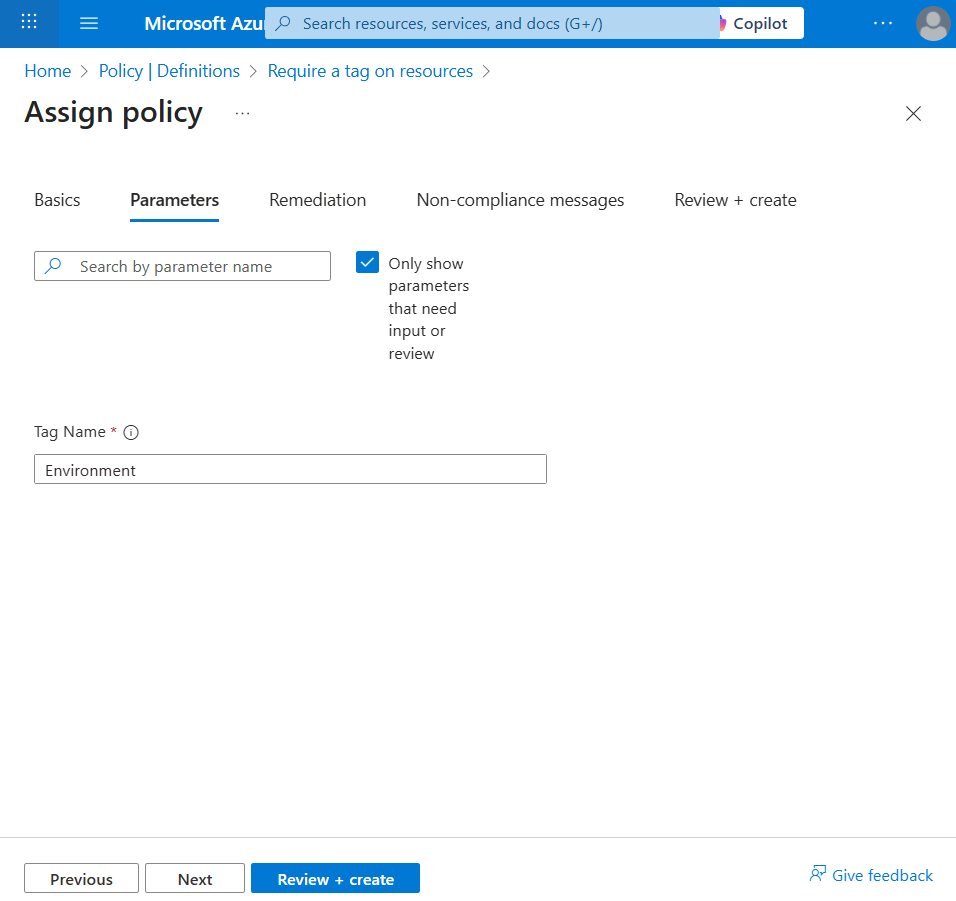 Microsoft Azu
Search resources, services, and docs (G+/)
Copilot
Home > Policy | Definitions > Require a tag on resources >
Assign policy ...
Basics Parameters Remediation Non-compliance messages Review + create
Search by parameter name
Only show
parameters
that need
input or
review
Tag Name *
Environment
Previous Next Review + create Give feedback